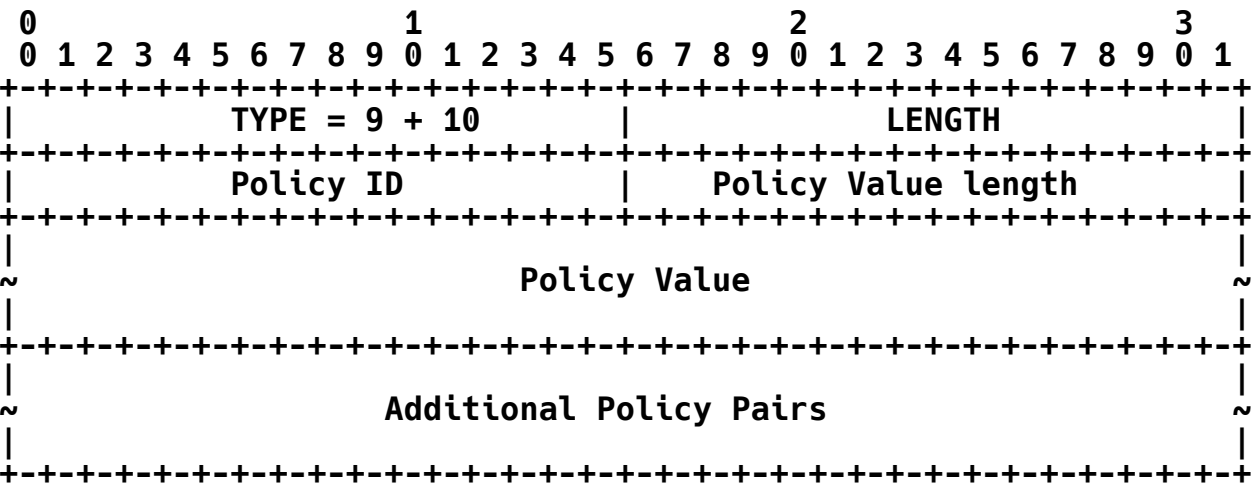 0                   1                   2                   3
0 1 2 3 4 5 6 7 8 9 0 1 2 3 4 5 6 7 8 9 0 1 2 3 4 5 6 7 8 9 0 1
+-+-+-+-+-+-+-+-+-+-+-+-+-+-+-+-+-+-+-+-+-+-+-+-+-+-+-+-+-+-+-+-+
|           TYPE = 9 + 10       |             LENGTH            |
+-+-+-+-+-+-+-+-+-+-+-+-+-+-+-+-+-+-+-+-+-+-+-+-+-+-+-+-+-+-+-+-+
|           Policy ID           |    Policy Value length        |
+-+-+-+-+-+-+-+-+-+-+-+-+-+-+-+-+-+-+-+-+-+-+-+-+-+-+-+-+-+-+-+-+
|                                                               |
~                          Policy Value                         ~
|                                                               |
+-+-+-+-+-+-+-+-+-+-+-+-+-+-+-+-+-+-+-+-+-+-+-+-+-+-+-+-+-+-+-+-+
|                                                               |
~                   Additional Policy Pairs                     ~
|                                                               |
+-+-+-+-+-+-+-+-+-+-+-+-+-+-+-+-+-+-+-+-+-+-+-+-+-+-+-+-+-+-+-+-+